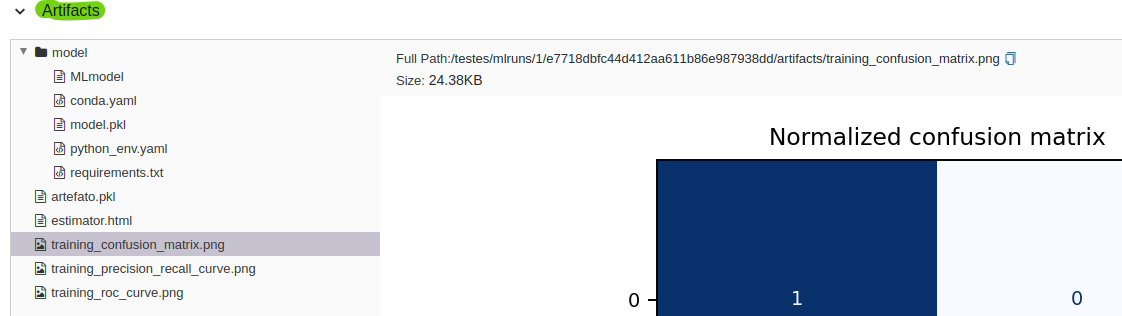 Artifacts
model
MLmodel
conda.yaml
model.pkl
python_env.yaml
requirements.txt
artefato.pkl
estimator.html
training_confusion_matrix.png
training_precision_recall_curve.png
training_roc_curve.png
Full Path:/testes/mlruns/1/e7718dbfc44d412aa611b86e987938dd/artifacts/training_confusion_matrix.png
Size: 24.38KB
Normalized confusion matrix
0 1 0